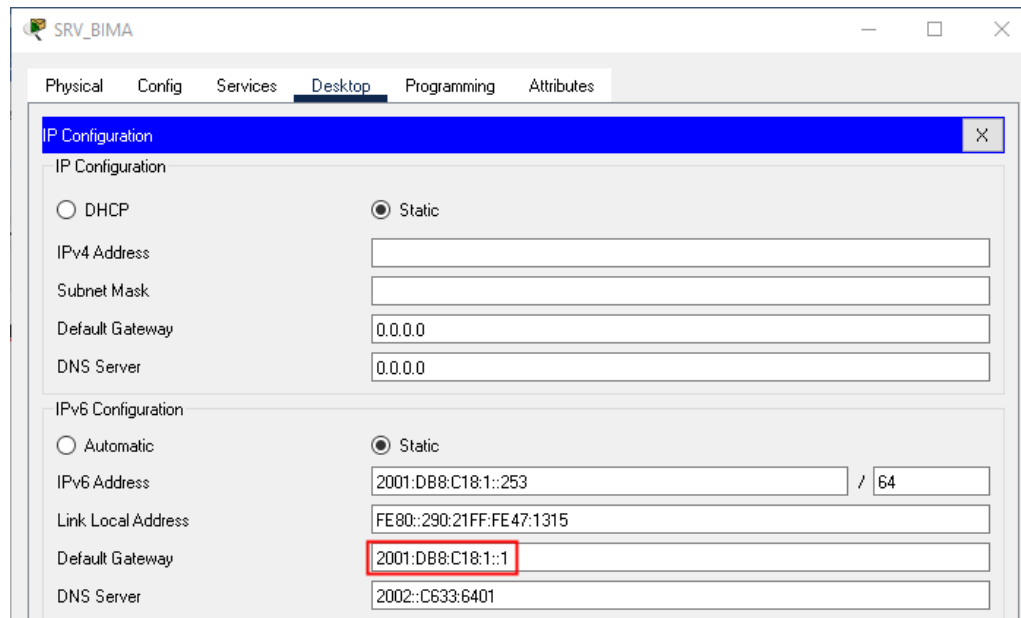 SRV_BIMA
Physical Config Services Desktop Programming Attributes
IP Configuration X
IP Configuration
DHCP Static
IPv4 Address
Subnet Mask
Default Gateway 0.0.0.0
DNS Server 0.0.0.0
IPv6 Configuration
Automatic Static
IPv6 Address 2001:DB8:C18:1::253 / 64
Link Local Address FE80::290:21FF:FE47:1315
Default Gateway 2001:DB8:C18:1::1
DNS Server 2002::C633:6401